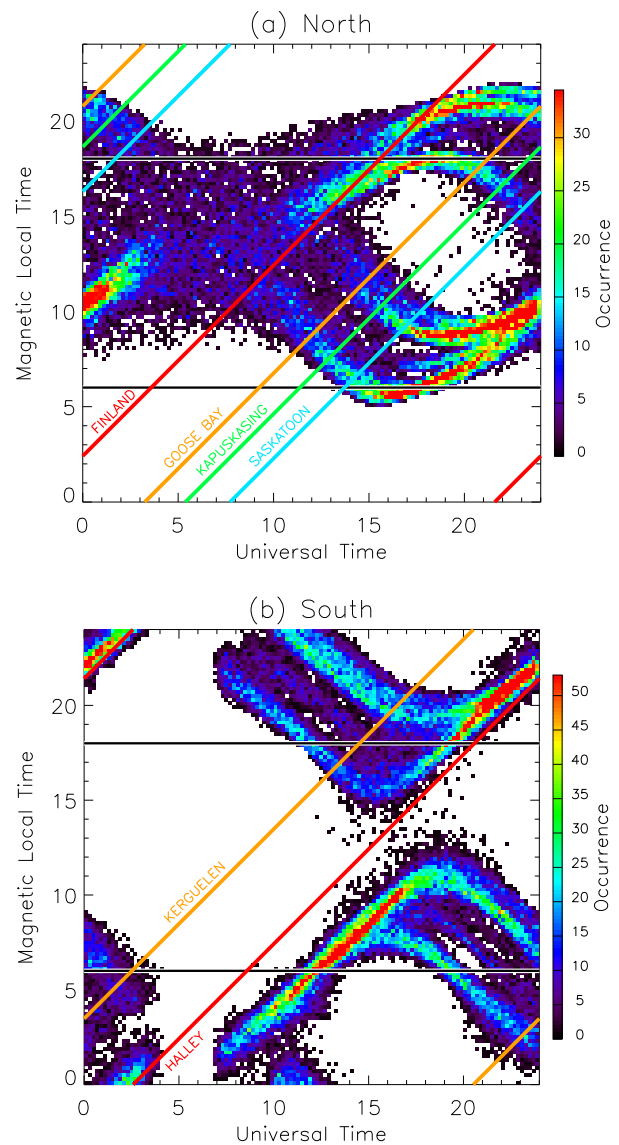 (a) North
Magnetic Local Time
20
15
10
5
0
FINLAND
GOOSE BAY
KAPUSKASING
SASKATOON
0 5 10 15 20
Universal Time
30
25
20
15
10
5
0
Occurrence
(b) South
Magnetic Local Time
20
15
10
5
0
KERGUELEN
HALLEY
0 5 10 15 20
Universal Time
50
45
40
35
30
25
20
15
10
5
0
Occurrence